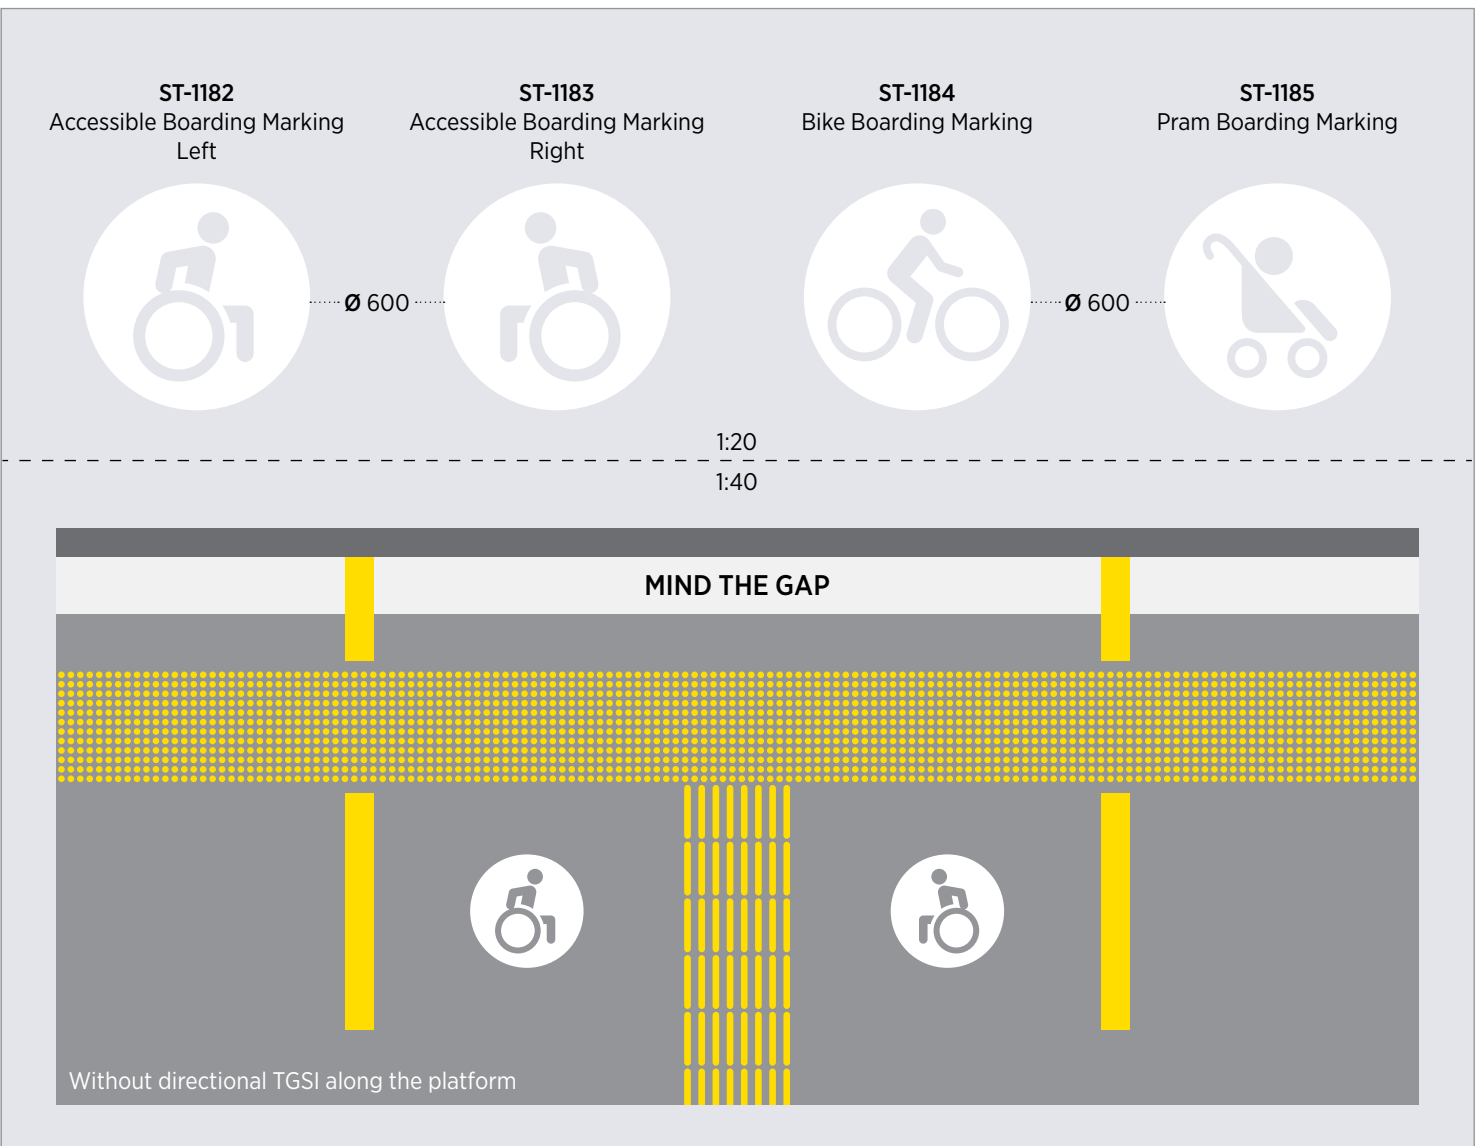 ST-1182
Accessible Boarding Marking
Left
ST-1183
Accessible Boarding Marking
Right
ST-1184
Bike Boarding Marking
ST-1185
Pram Boarding Marking
Ø 600
Ø 600
1:20
1:40
MIND THE GAP
Without directional TGSI along the platform